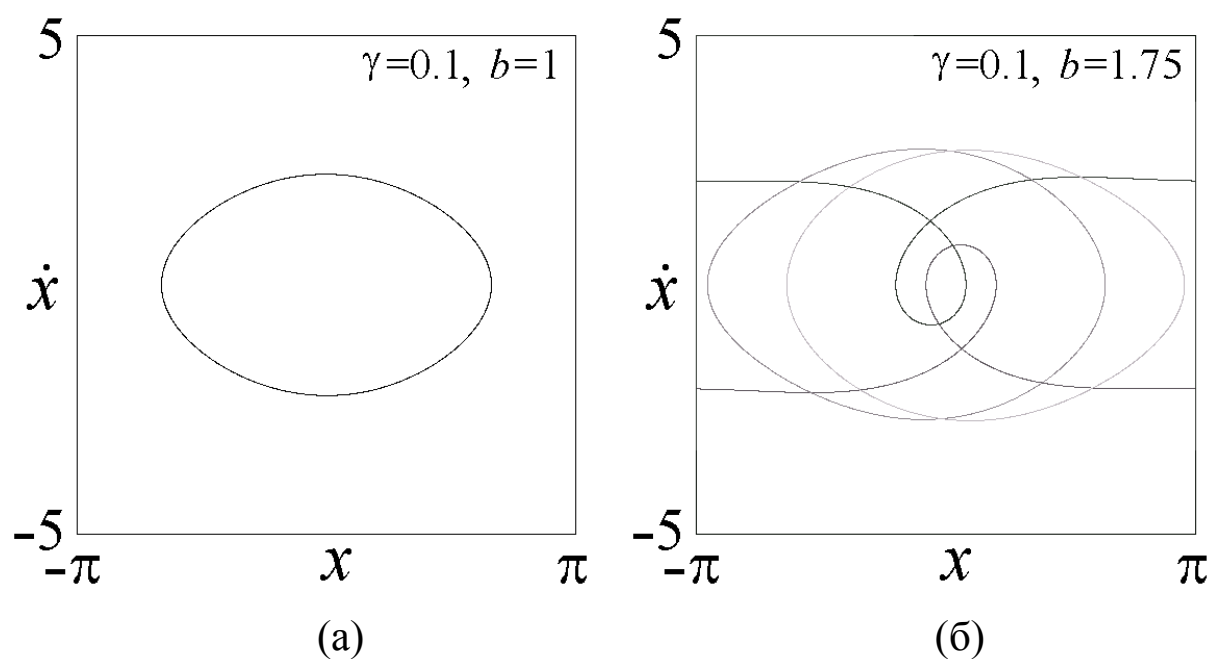 5
γ=0.1, b=1
ẋ
-5
-π
x
π
(а)
5
γ=0.1, b=1.75
ẋ
-5
-π
x
π
(б)